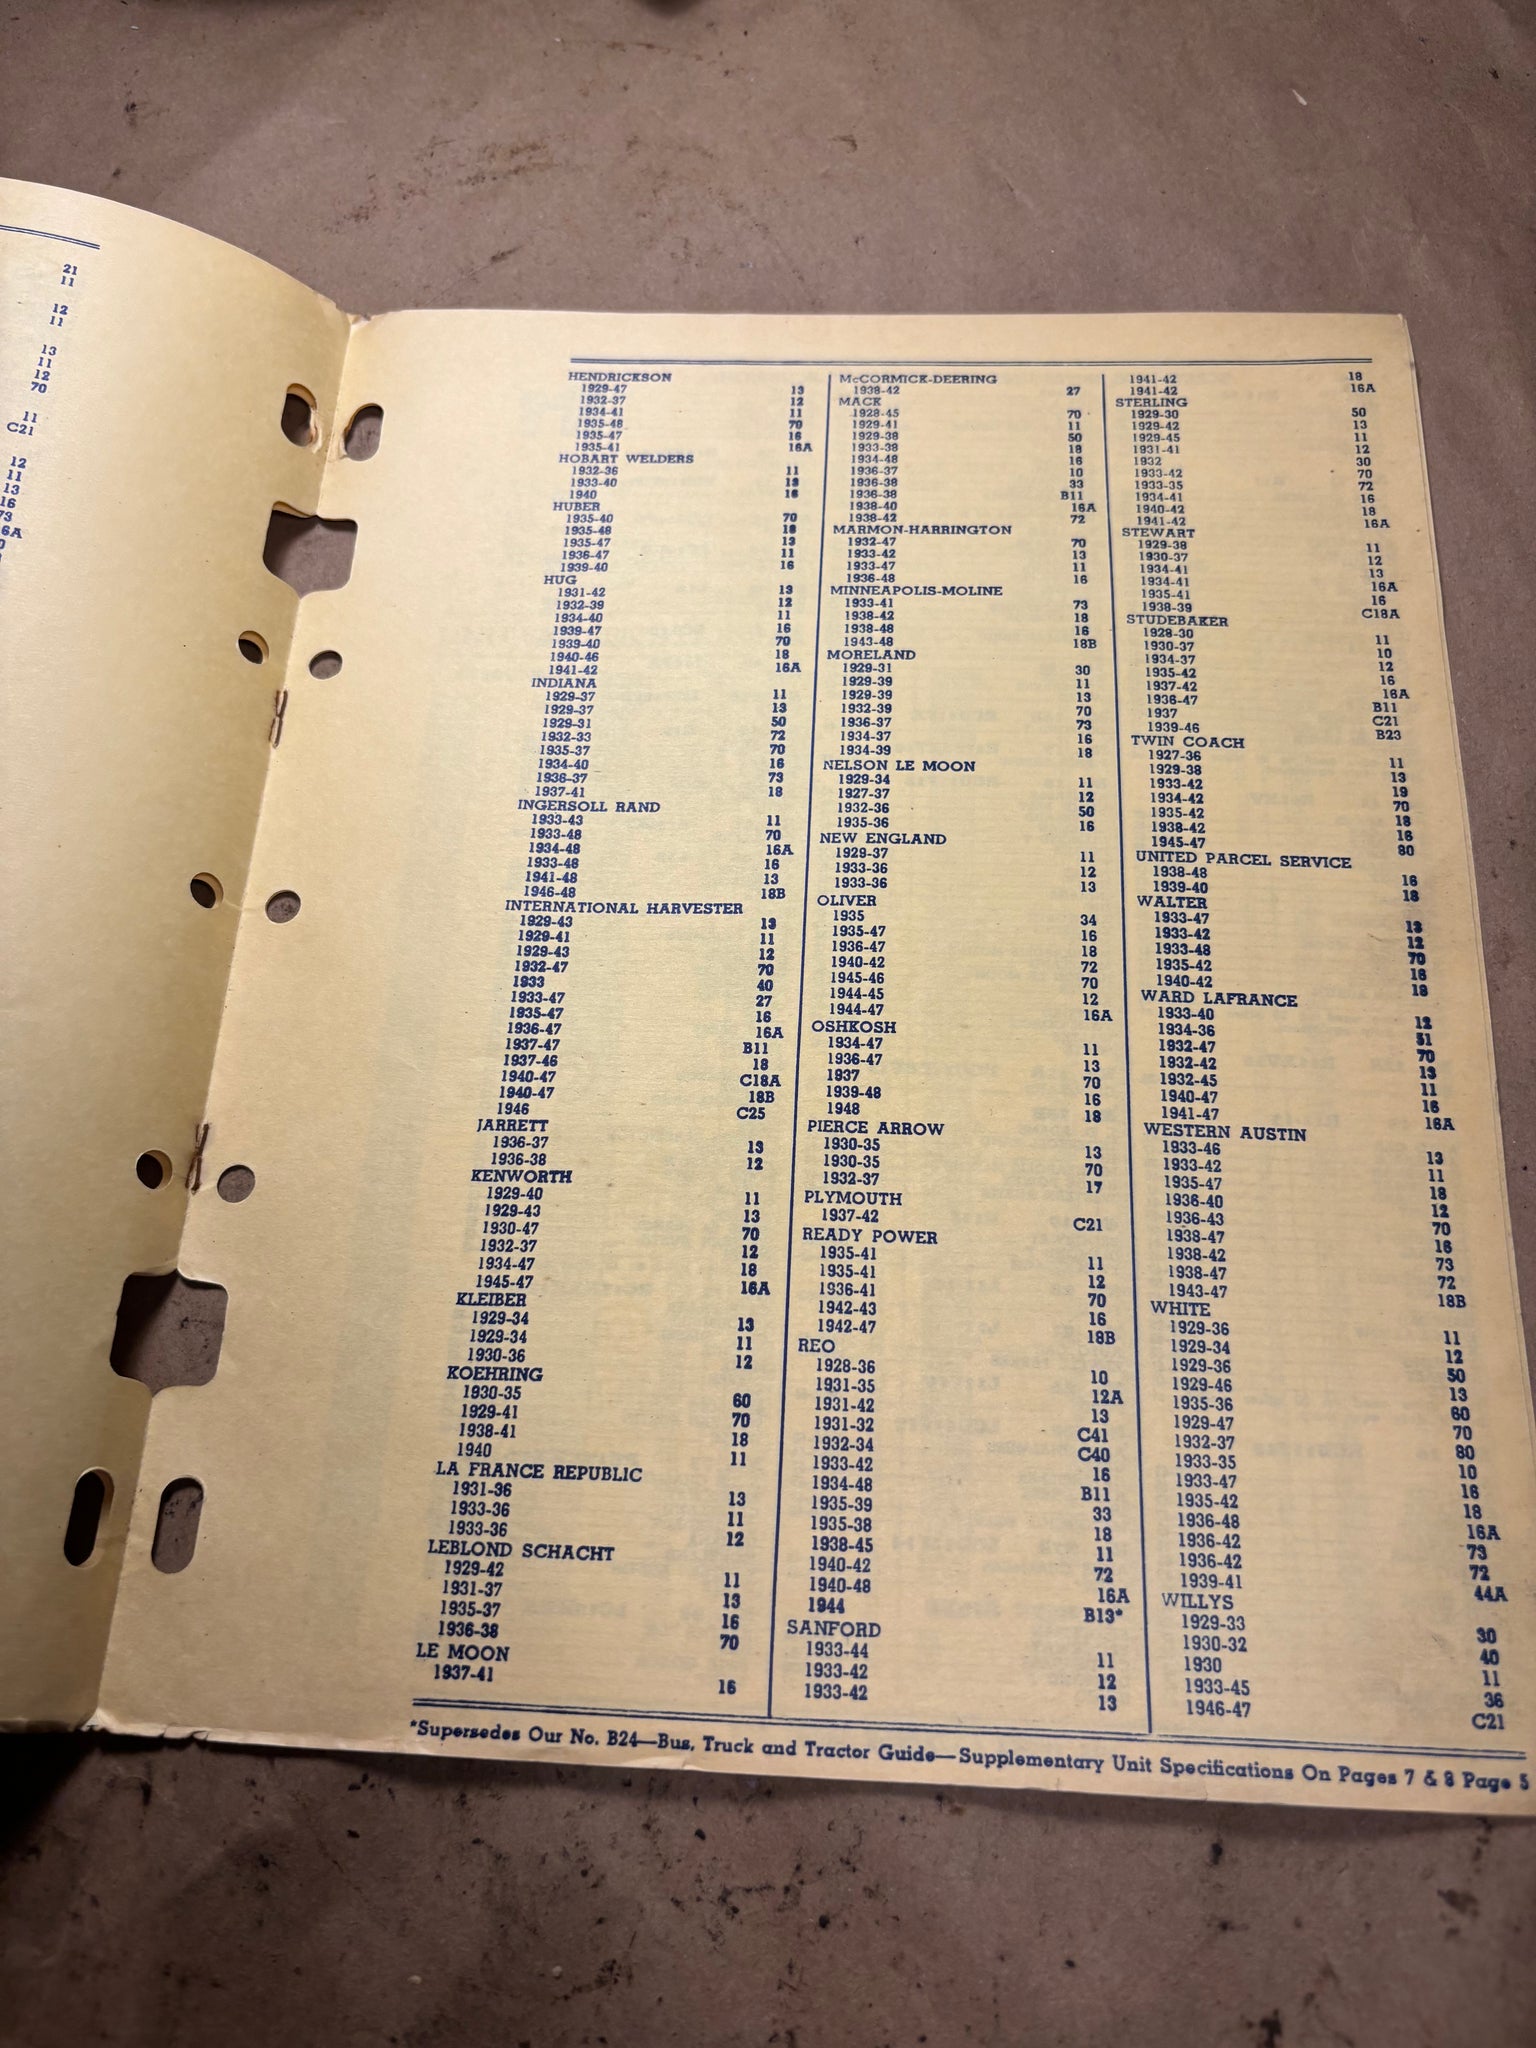 21
11
12
11
13
11
12
70
11
C21
12
11
13
16
HENDRICKSON
1929-47 13
1932-37 12
1934-41 11
1935-48 70
1935-47 16
1935-41 16A
HOBART WELDERS
1932-36 11
1933-40 13
1940 16
HUBER
1935-40 70
1935-48 18
1935-47 13
1936-47 11
1939-40 16
HUG
1931-42 13
1932-39 12
1934-40 11
1939-47 16
1939-40 70
1940-46 18
1941-42 16A
INDIANA
1929-37 11
1929-37 13
1929-31 50
1932-33 72
1935-37 70
1934-40 16
1936-37 73
1937-41 18
INGERSOLL RAND
1933-43 11
1933-48 70
1934-48 16A
1933-48 16
1941-48 13
1946-48 18B
INTERNATIONAL HARVESTER
1929-43 13
1929-41 11
1929-43 12
1932-47 70
1933 40
1933-47 27
1935-47 16
1936-47 16A
1937-47 B11
1937-46 18
1940-47 C18A
1940-47 18B
1946 C25
JARRETT
1936-37 13
1936-38 12
KENWORTH
1929-40 11
1929-43 13
1930-47 70
1932-37 12
1934-47 18
1945-47 16A
KLEIBER
1929-34 13
1929-34 11
1930-36 12
KOEHRING
1930-35 60
1929-41 70
1938-41 18
1940 11
LA FRANCE REPUBLIC
1931-36 13
1933-36 11
1933-36 12
LEBLOND SCHACHT
1929-42 11
1931-37 13
1935-37 16
1936-38 70
LE MOON
1937-41 16
McCORMICK-DEERING
1938-42 27
MACK
1928-45 70
1929-41 11
1929-38 50
1933-38 18
1934-48 16
1936-37 10
1936-38 33
1936-38 B11
1938-40 16A
1938-42 72
MARMON-HARRINGTON
1932-47 70
1933-42 13
1933-47 11
1936-48 16
MINNEAPOLIS-MOLINE
1933-41 73
1938-42 18
1938-48 16
1943-48 18B
MORELAND
1929-31 30
1929-39 11
1929-39 13
1932-39 70
1936-37 73
1934-37 16
1934-39 18
NELSON LE MOON
1929-34 11
1927-37 12
1932-36 50
1935-36 16
NEW ENGLAND
1929-37 11
1933-36 12
1933-36 13
OLIVER
1935 34
1935-47 16
1936-47 18
1940-42 72
1945-46 70
1944-45 12
1944-47 16A
OSHKOSH
1934-47 11
1936-47 13
1937 70
1939-48 16
1948 18
PIERCE ARROW
1930-35 13
1930-35 70
1932-37 17
PLYMOUTH
1937-42 C21
READY POWER
1935-41 11
1935-41 12
1936-41 70
1942-43 16
1942-47 18B
REO
1928-36 10
1931-35 12A
1931-42 13
1931-32 C41
1932-34 C40
1933-42 16
1934-48 B11
1935-39 33
1935-38 18
1938-45 11
1940-42 72
1940-48 16A
1944 B13*
SANFORD
1933-44 11
1933-42 12
1933-42 13
1941-42 18
1941-42 16A
STERLING
1929-30 50
1929-42 13
1929-45 11
1931-41 12
1932 30
1933-42 70
1933-35 72
1934-41 16
1940-42 18
1941-42 16A
STEWART
1929-38 11
1930-37 12
1934-41 13
1934-41 16A
1935-41 16
1938-39 C18A
STUDEBAKER
1928-30 11
1930-37 10
1934-37 12
1935-42 16
1937-42 16A
1936-47 B11
1937 C21
1939-46 B23
TWIN COACH
1927-36 11
1929-38 13
1933-42 19
1934-42 70
1935-42 18
1938-42 16
1945-47 80
UNITED PARCEL SERVICE
1938-48 16
1939-40 18
WALTER
1933-47 13
1933-42 12
1933-48 70
1935-42 16
1940-42 18
WARD LAFRANCE
1933-40 12
1934-36 51
1932-47 70
1932-42 13
1932-45 11
1940-47 16
1941-47 16A
WESTERN AUSTIN
1933-46 13
1933-42 11
1935-47 18
1936-40 12
1936-43 70
1938-47 16
1938-42 73
1938-47 72
1943-47 18B
WHITE
1929-36 11
1929-34 12
1929-36 50
1929-46 13
1935-36 60
1929-47 70
1932-37 80
1933-35 10
1933-47 16
1935-42 18
1936-48 16A
1936-42 73
1936-42 72
1939-41 44A
WILLYS
1929-33 30
1930-32 40
1930 11
1933-45 36
1946-47 C21
*Supersedes Our No. B24—Bus, Truck and Tractor Guide—Supplementary Unit Specifications On Pages 7 & 8 Page 5